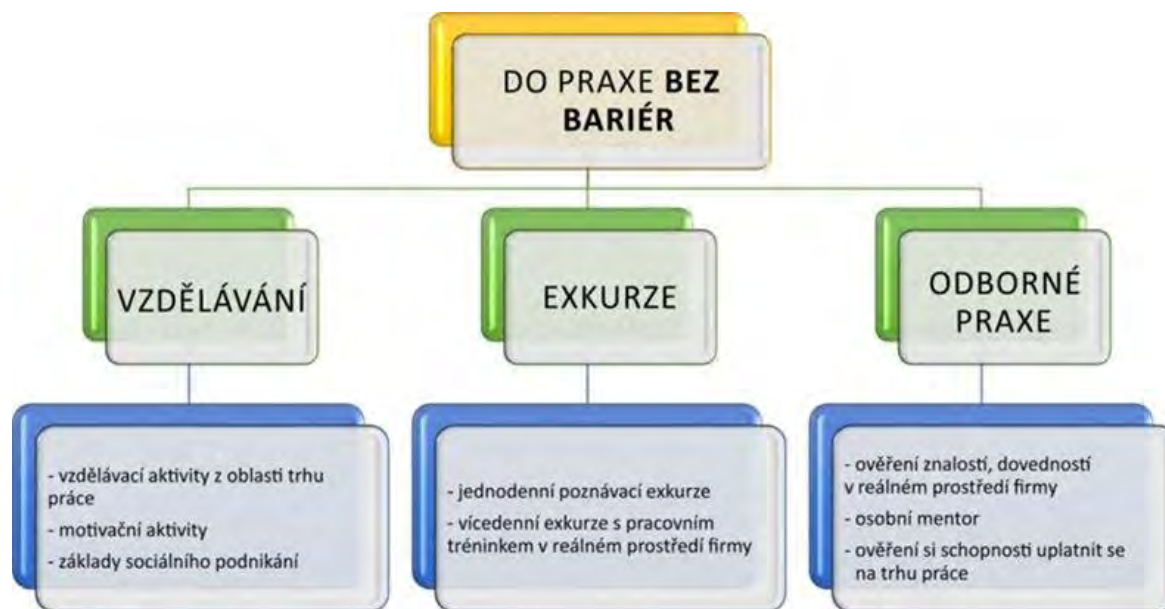 DO PRAXE BEZ
BARIÉR
VZDĚLÁVÁNÍ
EXKURZE
ODBORNÉ
PRAXE
- vzdělávací aktivity z oblasti trhu
práce
- motivační aktivity
- základy sociálního podnikání
- jednodenní poznávací exkurze
- vícedenní exkurze s pracovním
tréninkem v reálném prostředí firmy
- ověření znalostí, dovedností
v reálném prostředí firmy
- osobní mentor
- ověření si schopnosti uplatnit se
na trhu práce